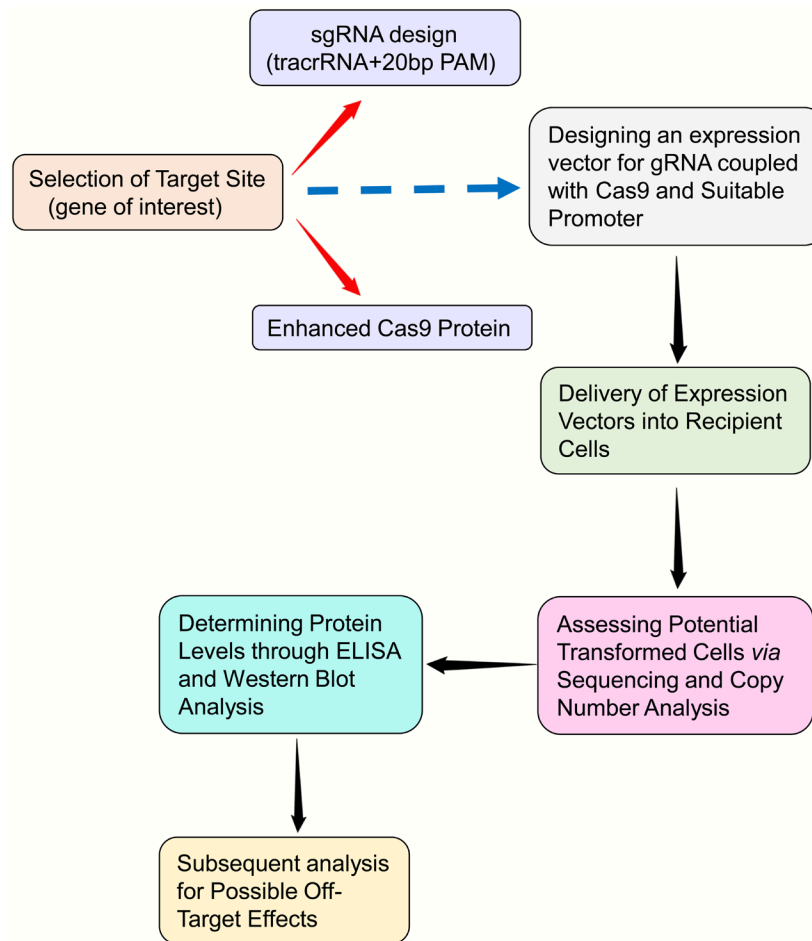 sgRNA design
(tracrRNA+20bp PAM)
Selection of Target Site
(gene of interest)
Designing an expression
vector for gRNA coupled
with Cas9 and Suitable
Promoter
Enhanced Cas9 Protein
Delivery of Expression
Vectors into Recipient
Cells
Assessing Potential
Transformed Cells via
Sequencing and Copy
Number Analysis
Determining Protein
Levels through ELISA
and Western Blot
Analysis
Subsequent analysis
for Possible Off-
Target Effects